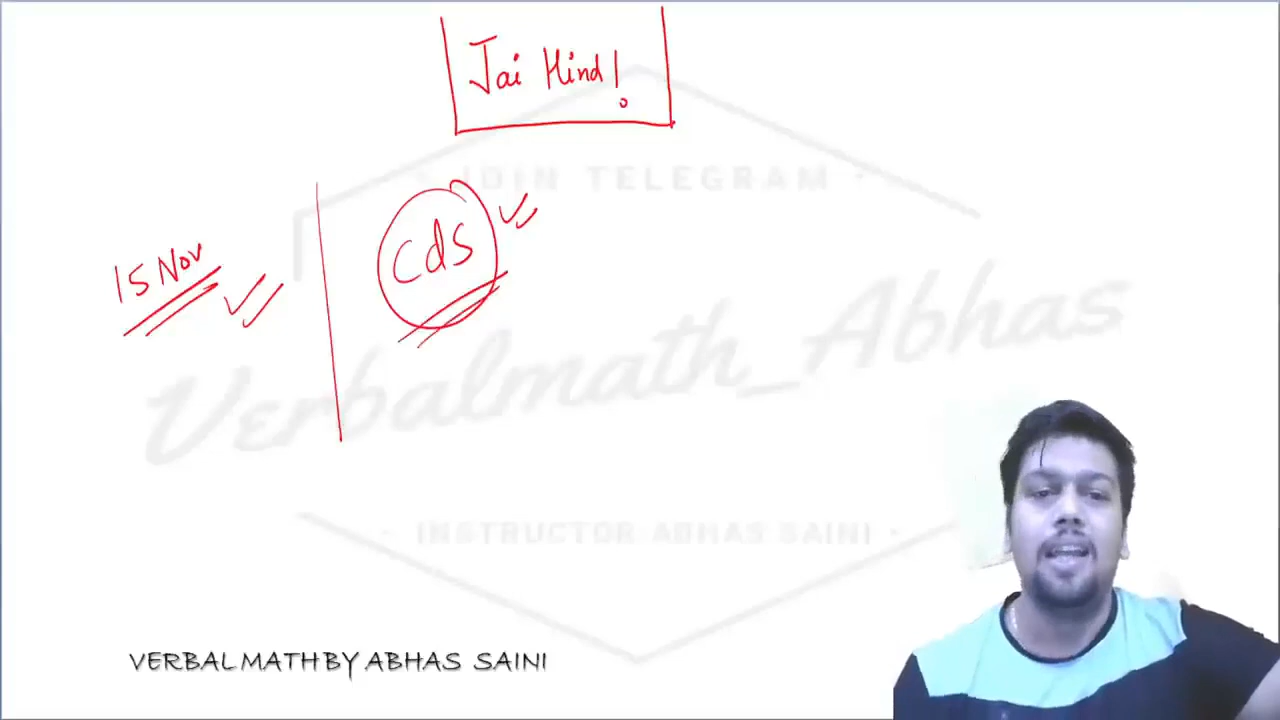 Jai Hind!
JOIN TELEGRAM
15 Nov
Cds
Verbalmath_Abhas
- INSTRUCTOR ABHAS SAINI -
VERBAL MATH BY ABHAS SAINI